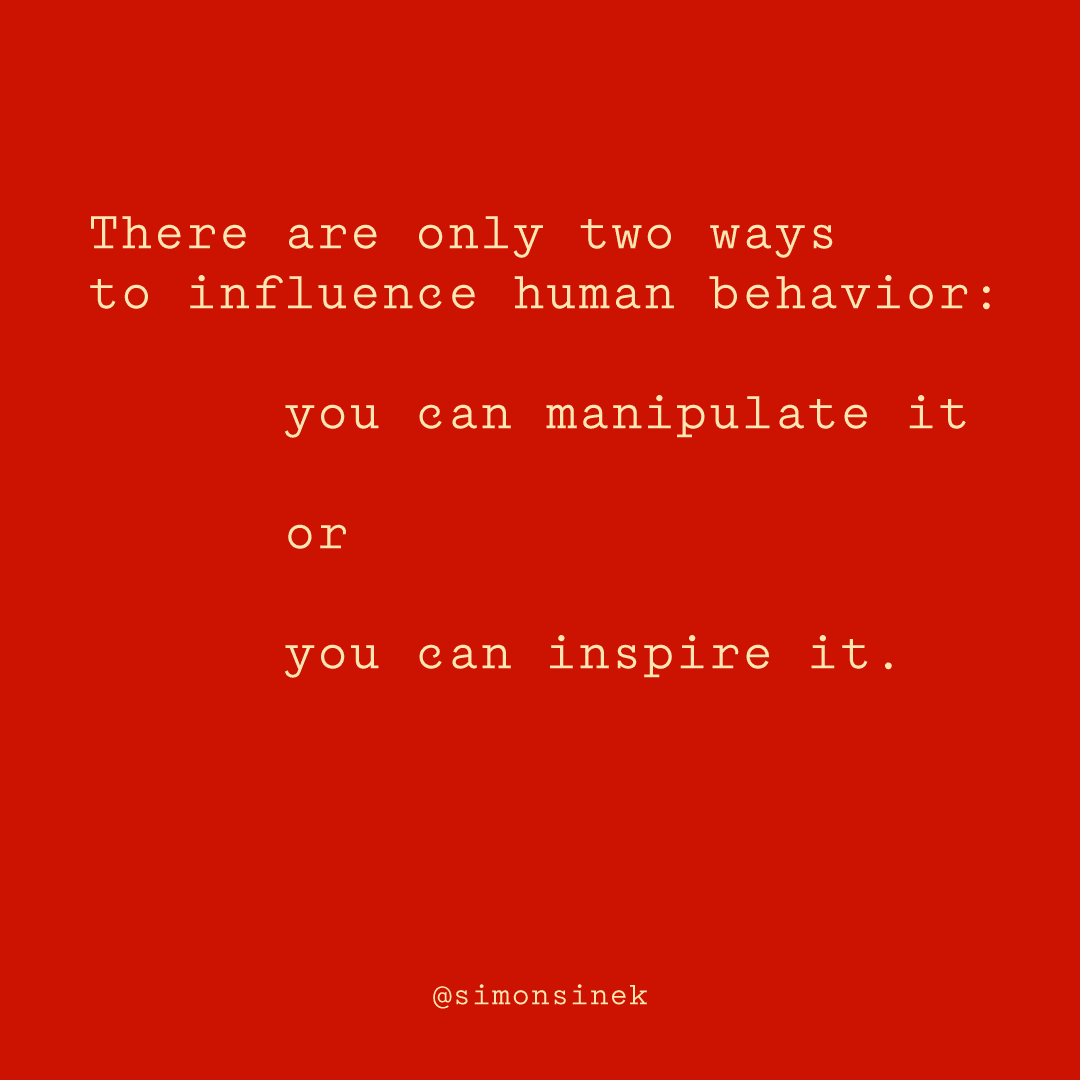 There are only two ways
to influence human behavior:
you can manipulate it
or
you can inspire it.
@simonsinek